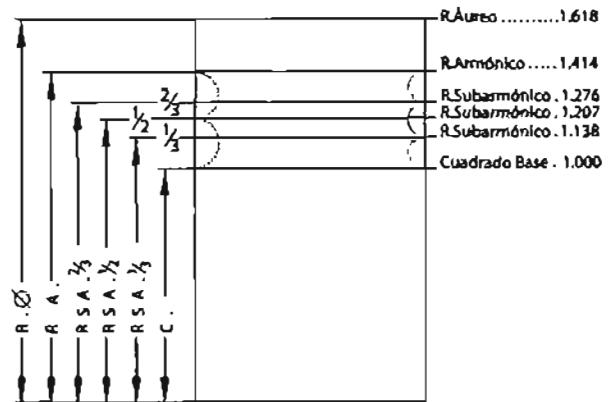 R.Áureo ..........1.618
R.Armónico .....1.414
R.Subarmónico . 1.276
R.Subarmónico . 1.207
R.Subarmónico . 1.138
Cuadrado Base . 1.000
2/3
1/2
1/3
R . Ø
R A .
R S A . 2/3
R S A . 1/2
R S A . 1/3
C .